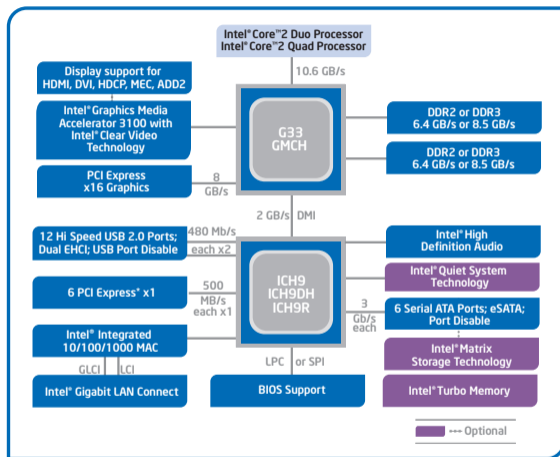 Intel® Core™2 Duo Processor
Intel® Core™2 Quad Processor
10.6 GB/s
Display support for
HDMI, DVI, HDCP, MEC, ADD2
Intel® Graphics Media
Accelerator 3100 with
Intel® Clear Video
Technology
PCI Express
x16 Graphics
8
GB/s
G33
GMCH
DDR2 or DDR3
6.4 GB/s or 8.5 GB/s
DDR2 or DDR3
6.4 GB/s or 8.5 GB/s
2 GB/s DMI
12 Hi Speed USB 2.0 Ports;
Dual EHCI; USB Port Disable
480 Mb/s
each x2
6 PCI Express® x1
500
MB/s
each x1
Intel® Integrated
10/100/1000 MAC
GLCI LCI
Intel® Gigabit LAN Connect
ICH9
ICH9DH
ICH9R
LPC or SPI
BIOS Support
Intel® High
Definition Audio
Intel® Quiet System
Technology
3
Gb/s
each
6 Serial ATA Ports; eSATA;
Port Disable
Intel® Matrix
Storage Technology
Intel® Turbo Memory
Optional